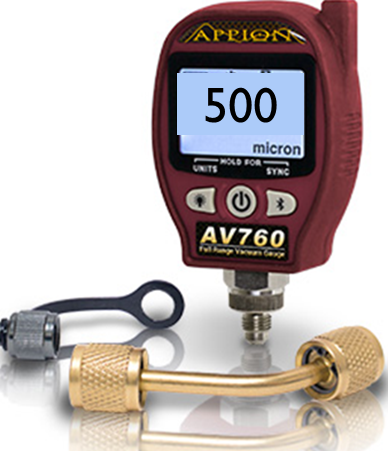 APPION
500
micron
HOLD FOR
UNITS SYNC
AV760
Full Range Vacuum Gauge